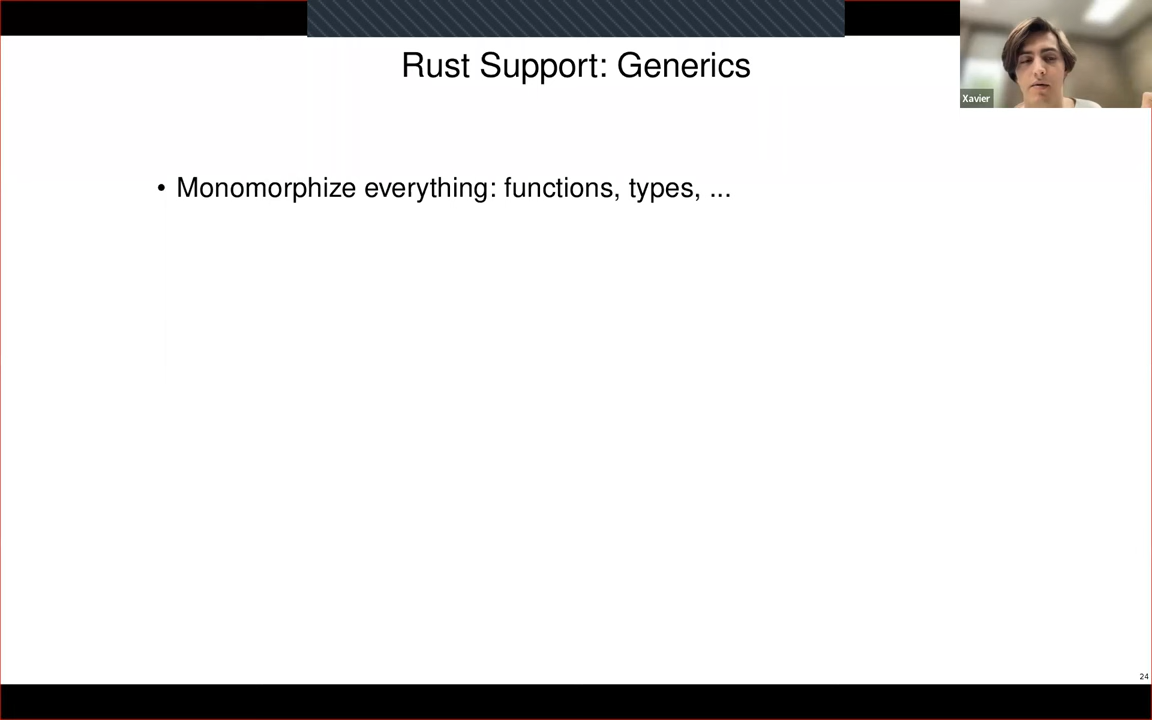 Rust Support: Generics
Xavier
• Monomorphize everything: functions, types, ...
24